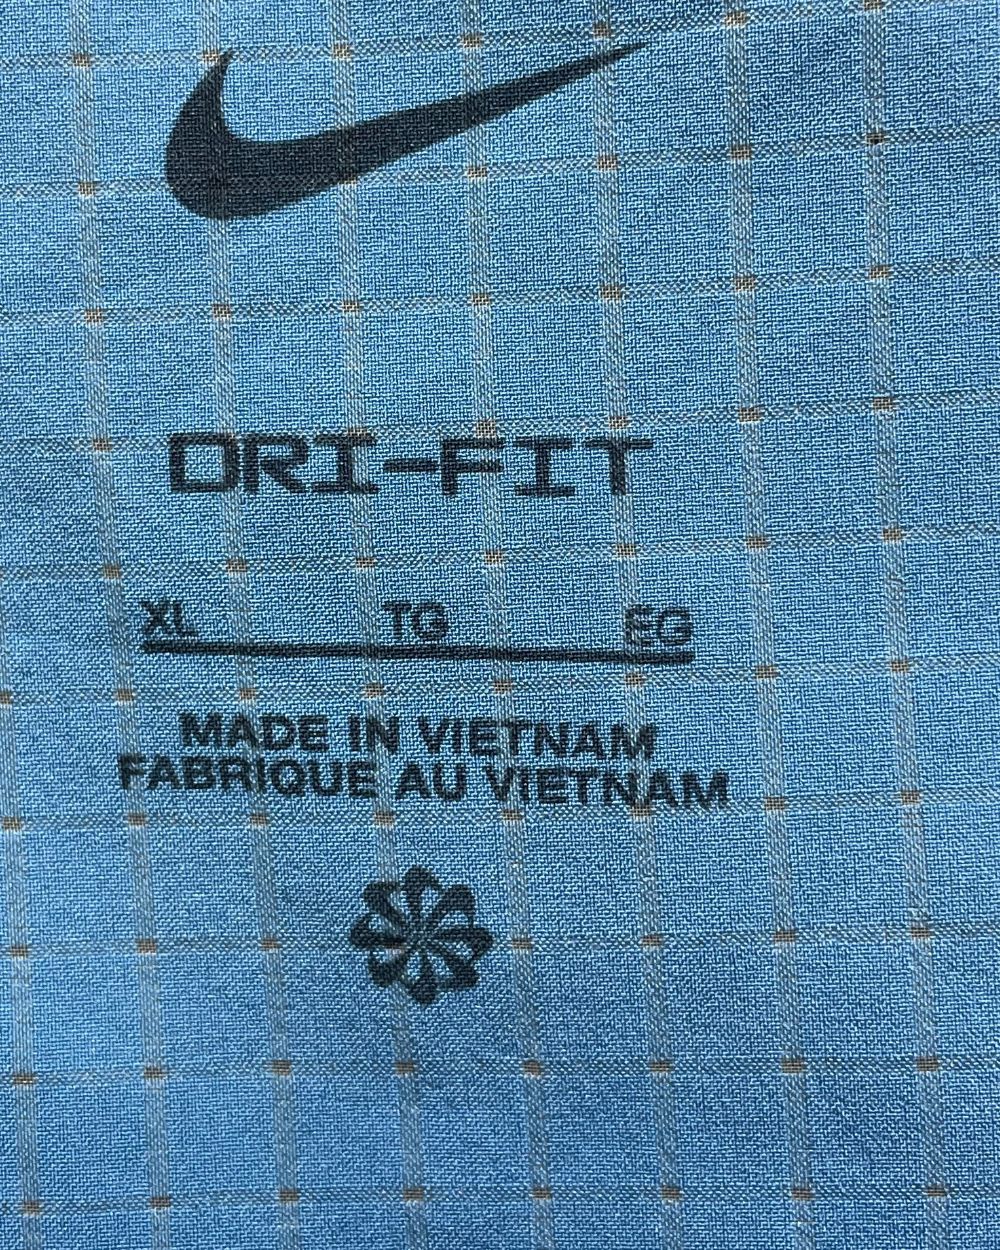 DRI-FIT
XL TG EG
MADE IN VIETNAM
FABRIQUE AU VIETNAM